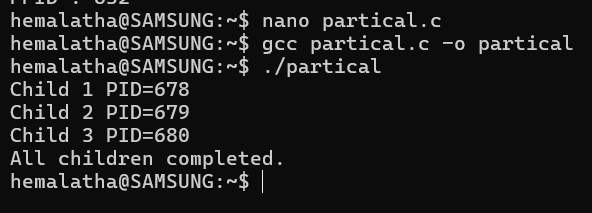 hemalatha@SAMSUNG:~$ nano partical.c
hemalatha@SAMSUNG:~$ gcc partical.c -o partical
hemalatha@SAMSUNG:~$ ./partical
Child 1 PID=678
Child 2 PID=679
Child 3 PID=680
All children completed.
hemalatha@SAMSUNG:~$